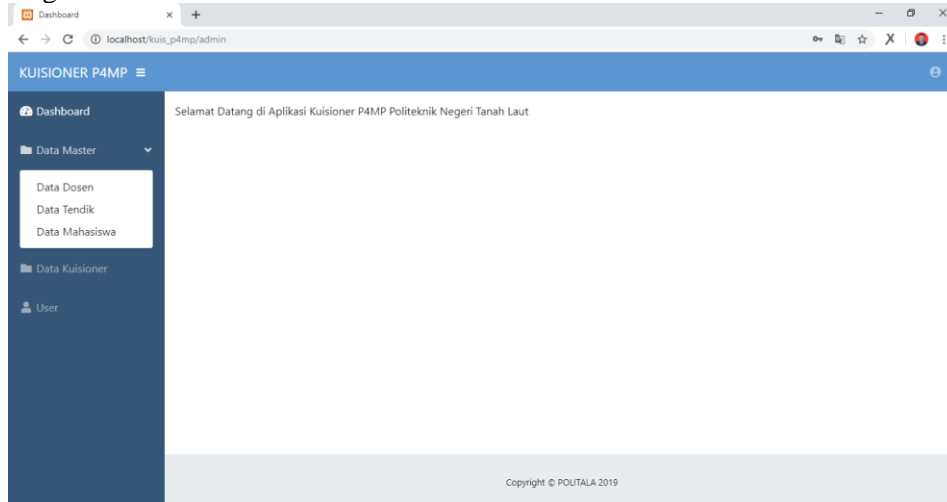 Dashboard
localhost/kuis_p4mp/admin
KUISIONER P4MP
Dashboard
Selamat Datang di Aplikasi Kuisioner P4MP Politeknik Negeri Tanah Laut
Data Master
Data Dosen
Data Tendik
Data Mahasiswa
Data Kuisioner
User
Copyright © POLITALA 2019